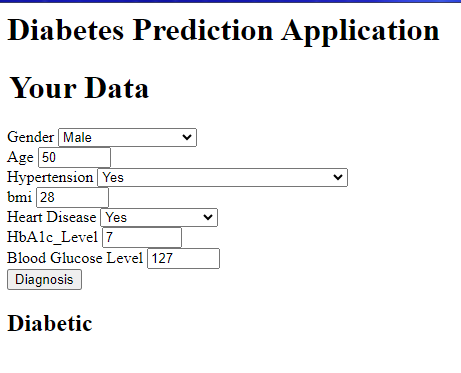 Diabetes Prediction Application
Your Data
Gender Male
Age 50
Hypertension Yes
bmi 28
Heart Disease Yes
HbA1c_Level 7
Blood Glucose Level 127
Diagnosis
Diabetic